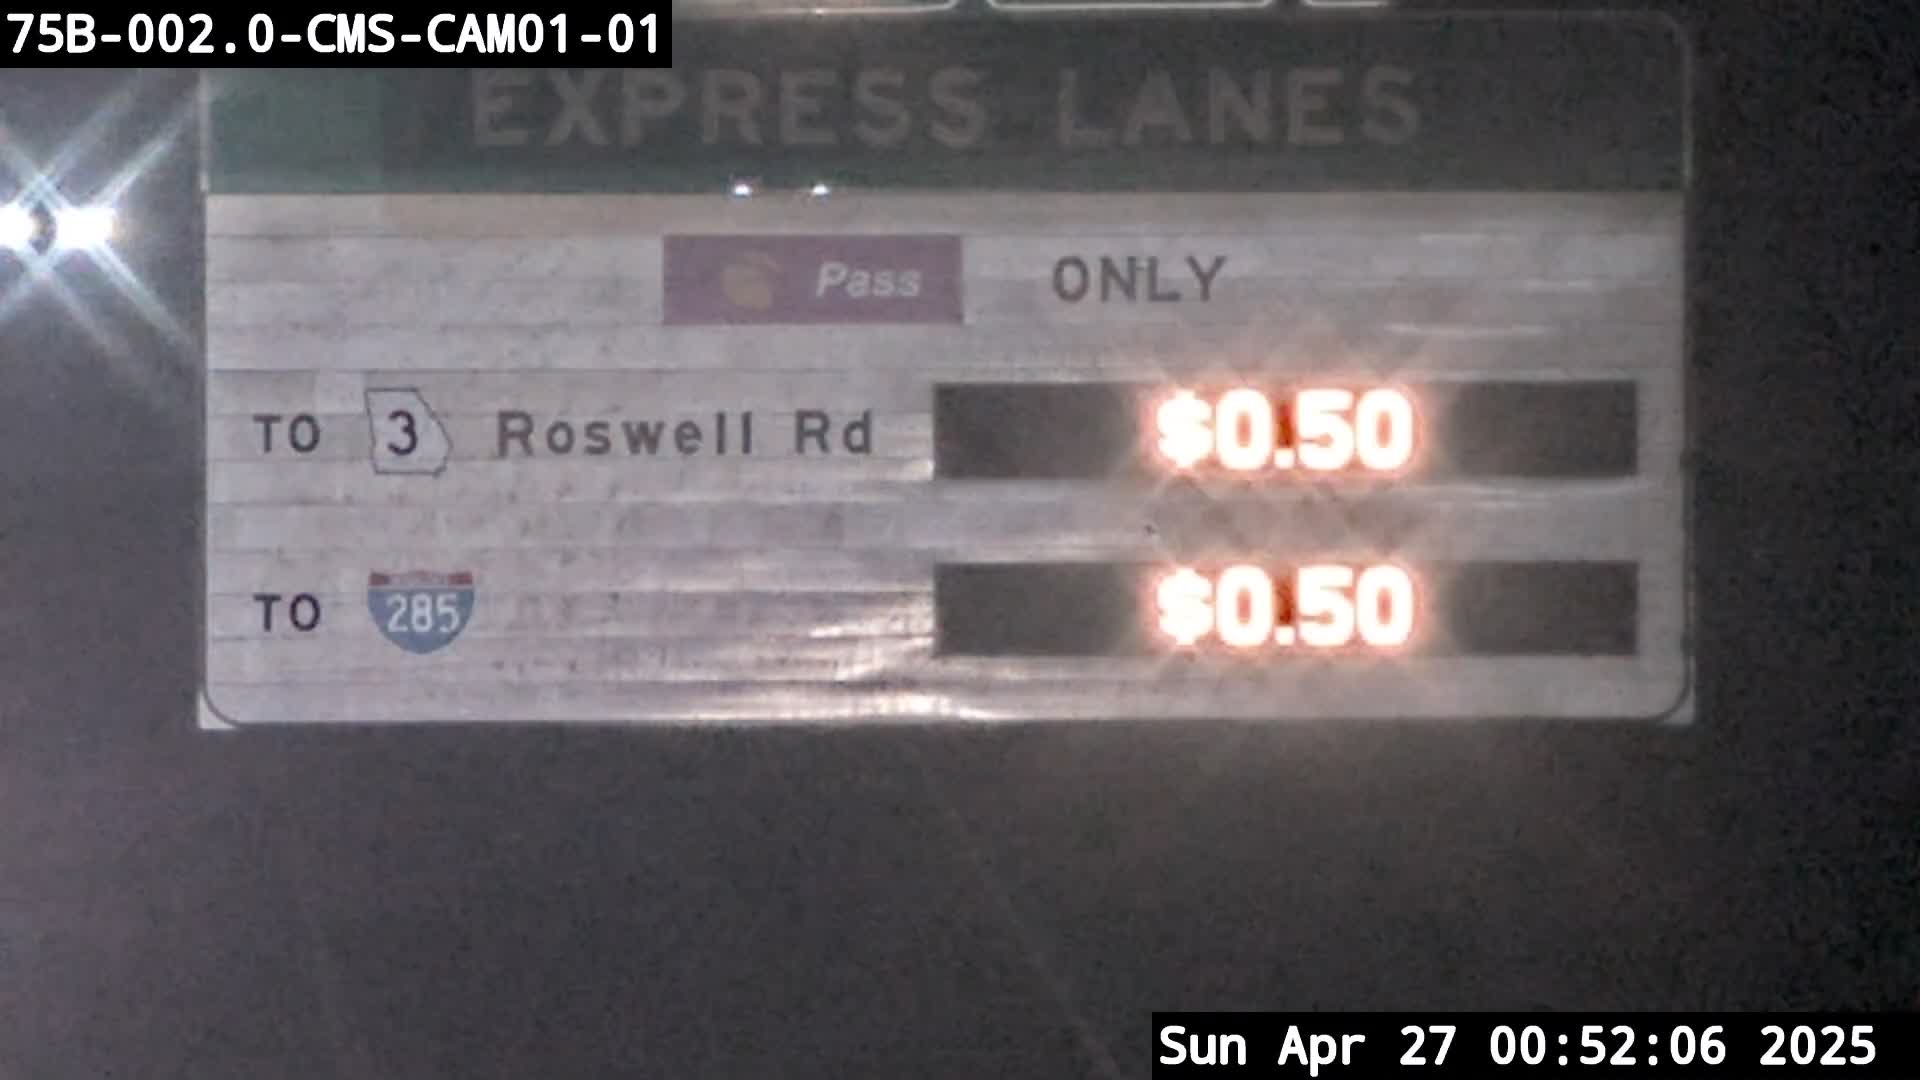 75B-002.0-CMS-CAM01-01
EXPRESS LANES
Pass ONLY
TO 3 Roswell Rd $0.50
TO 285 $0.50
Sun Apr 27 00:52:06 2025